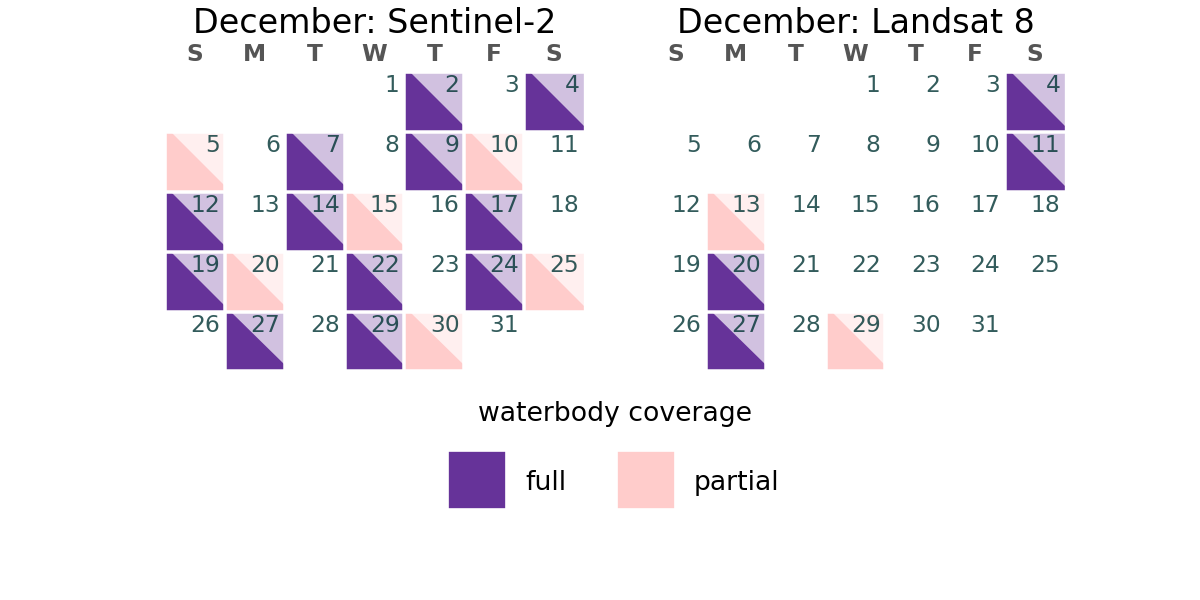 December: Sentinel-2
S M T W T F S
1 2 3 4
5 6 7 8 9 10 11
12 13 14 15 16 17 18
19 20 21 22 23 24 25
26 27 28 29 30 31
December: Landsat 8
S M T W T F S
1 2 3 4
5 6 7 8 9 10 11
12 13 14 15 16 17 18
19 20 21 22 23 24 25
26 27 28 29 30 31
waterbody coverage
full
partial